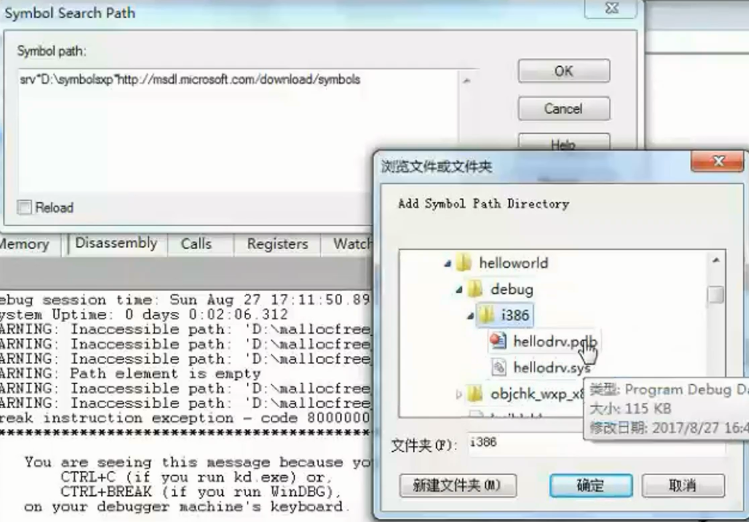 Symbol Search Path
Symbol path:
srv*D:\symbolsxp*http://msdl.microsoft.com/download/symbols
OK
Cancel
Help
Reload
浏览文件或文件夹
Add Symbol Path Directory
helloworld
debug
i386
hellodrv.pdb
hellodrv.sys
objchk_wxp_x8
类型: Program Debug Da
大小: 115 KB
修改日期: 2017/8/27 16:4
文件夹(F):
i386
新建文件夹(M)
确定
取消
Memory
Disassembly
Calls
Registers
Watch
ebug session time: Sun Aug 27 17:11:50.89
ystem Uptime: 0 days 0:02:06.312
ARNING: Inaccessible path: 'D:\mallocfree_
ARNING: Inaccessible path: 'D:\mallocfree_
ARNING: Inaccessible path: 'D:\mallocfree_
ARNING: Inaccessible path: 'D:\mallocfree_
ARNING: Path element is empty
ARNING: Inaccessible path: 'D:\mallocfree_
reak instruction exception - code 8000000
You are seeing this message because yo
CTRL+C (if you run kd.exe) or,
CTRL+BREAK (if you run WinDBG),
on your debugger machine's keyboard.